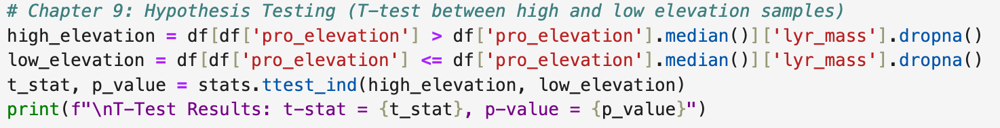 # Chapter 9: Hypothesis Testing (T-test between high and low elevation samples)
high_elevation = df[df['pro_elevation'] > df['pro_elevation'].median()]['lyr_mass'].dropna()
low_elevation = df[df['pro_elevation'] <= df['pro_elevation'].median()]['lyr_mass'].dropna()
t_stat, p_value = stats.ttest_ind(high_elevation, low_elevation)
print(f"\nT-Test Results: t-stat = {t_stat}, p-value = {p_value}")